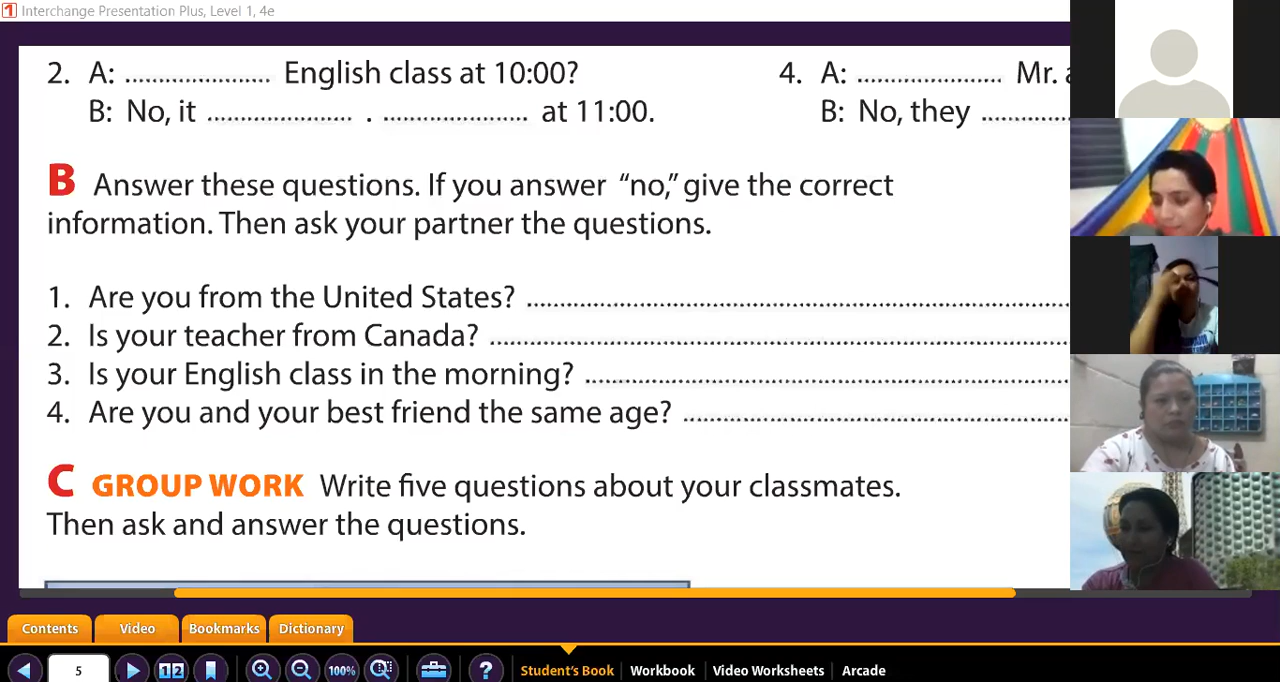 Interchange Presentation Plus, Level 1, 4e
2. A: ...................... English class at 10:00?
B: No, it ...................... . ...................... at 11:00.
4. A: ...................... Mr.
B: No, they ..............
B Answer these questions. If you answer “no,” give the correct
information. Then ask your partner the questions.
1. Are you from the United States? ......................
2. Is your teacher from Canada? ......................
3. Is your English class in the morning? ......................
4. Are you and your best friend the same age? ......................
C GROUP WORK Write five questions about your classmates.
Then ask and answer the questions.
Contents Video Bookmarks Dictionary
5 1 2 100% ? Student's Book Workbook Video Worksheets Arcade